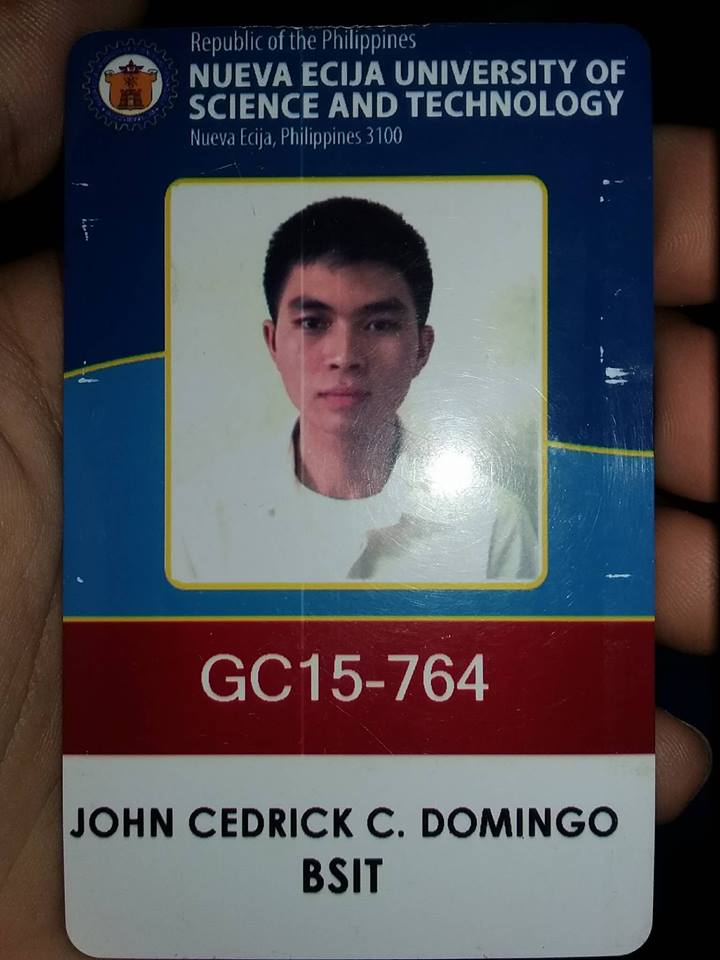 Republic of the Philippines
NUEVA ECIJA UNIVERSITY OF
SCIENCE AND TECHNOLOGY
Nueva Ecija, Philippines 3100
GC15-764
JOHN CEDRICK C. DOMINGO
BSIT